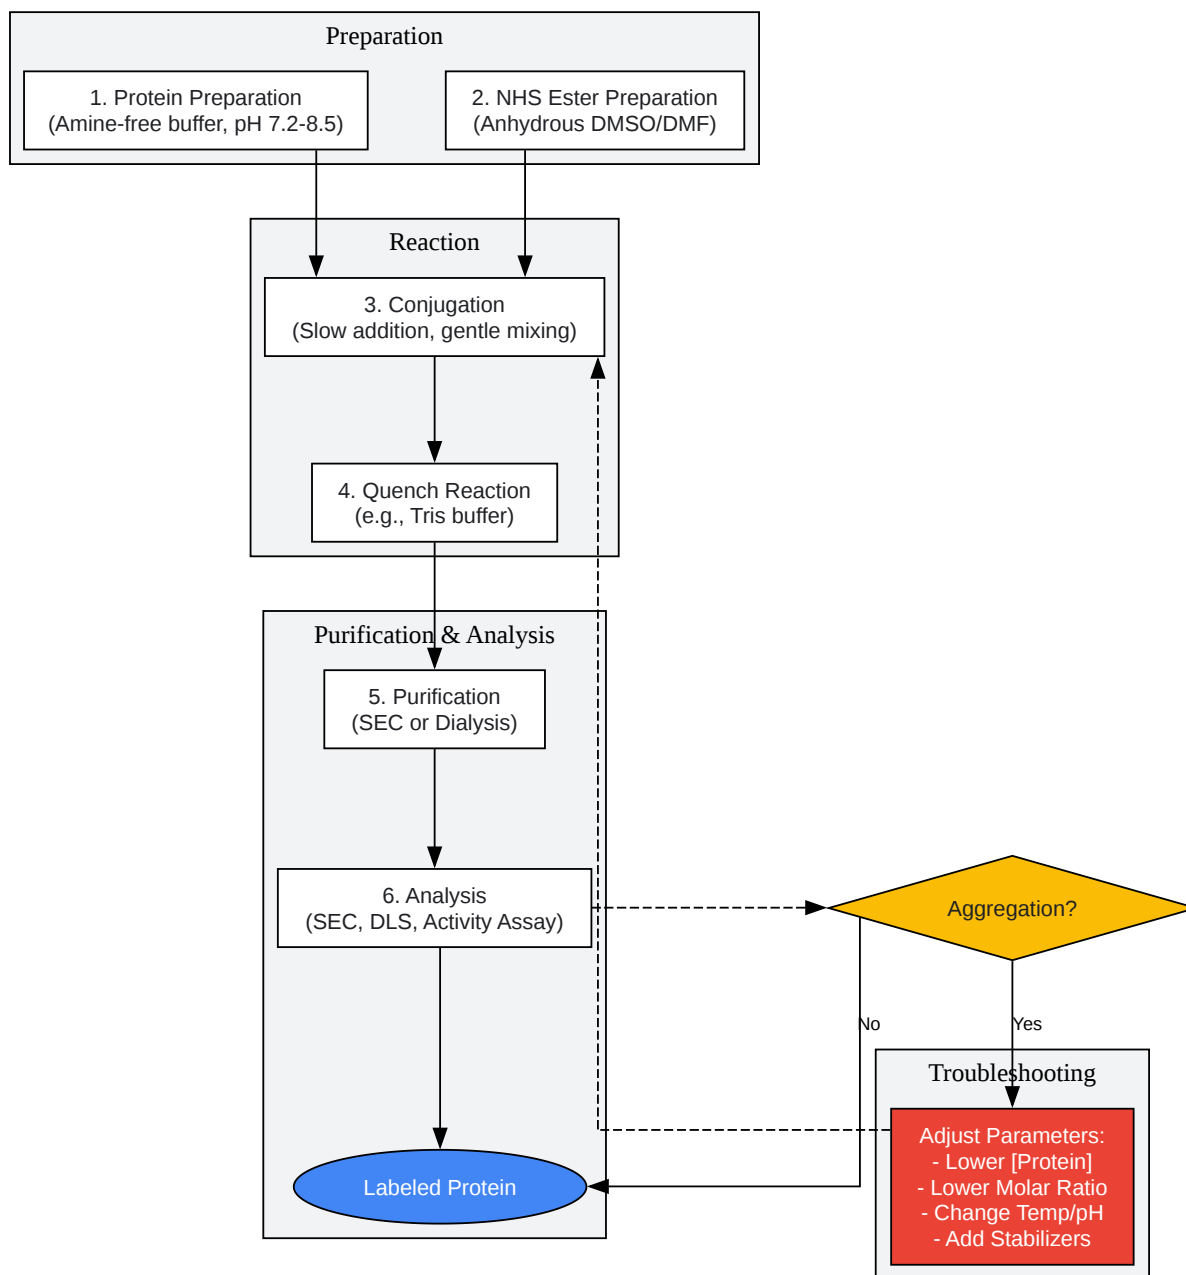 Preparation
1. Protein Preparation
(Amine-free buffer, pH 7.2-8.5)
2. NHS Ester Preparation
(Anhydrous DMSO/DMF)
Reaction
3. Conjugation
(Slow addition, gentle mixing)
4. Quench Reaction
(e.g., Tris buffer)
Purification & Analysis
5. Purification
(SEC or Dialysis)
6. Analysis
(SEC, DLS, Activity Assay)
Aggregation?
No
Yes
Troubleshooting
Adjust Parameters:
- Lower [Protein]
- Lower Molar Ratio
- Change Temp/pH
- Add Stabilizers
Labeled Protein